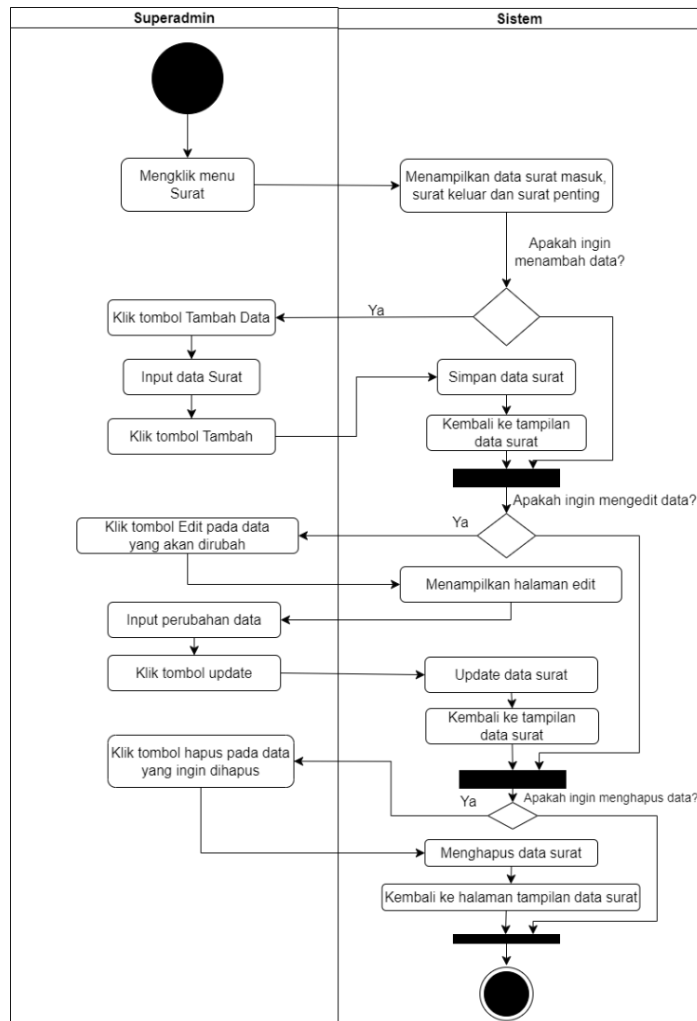 Superadmin
Sistem
Mengklik menu
Surat
Menampilkan data surat masuk,
surat keluar dan surat penting
Apakah ingin
menambah data?
Ya
Klik tombol Tambah Data
Input data Surat
Klik tombol Tambah
Simpan data surat
Kembali ke tampilan
data surat
Apakah ingin mengedit data?
Ya
Klik tombol Edit pada data
yang akan dirubah
Menampilkan halaman edit
Input perubahan data
Klik tombol update
Update data surat
Kembali ke tampilan
data surat
Apakah ingin menghapus data?
Ya
Klik tombol hapus pada data
yang ingin dihapus
Menghapus data surat
Kembali ke halaman tampilan data surat